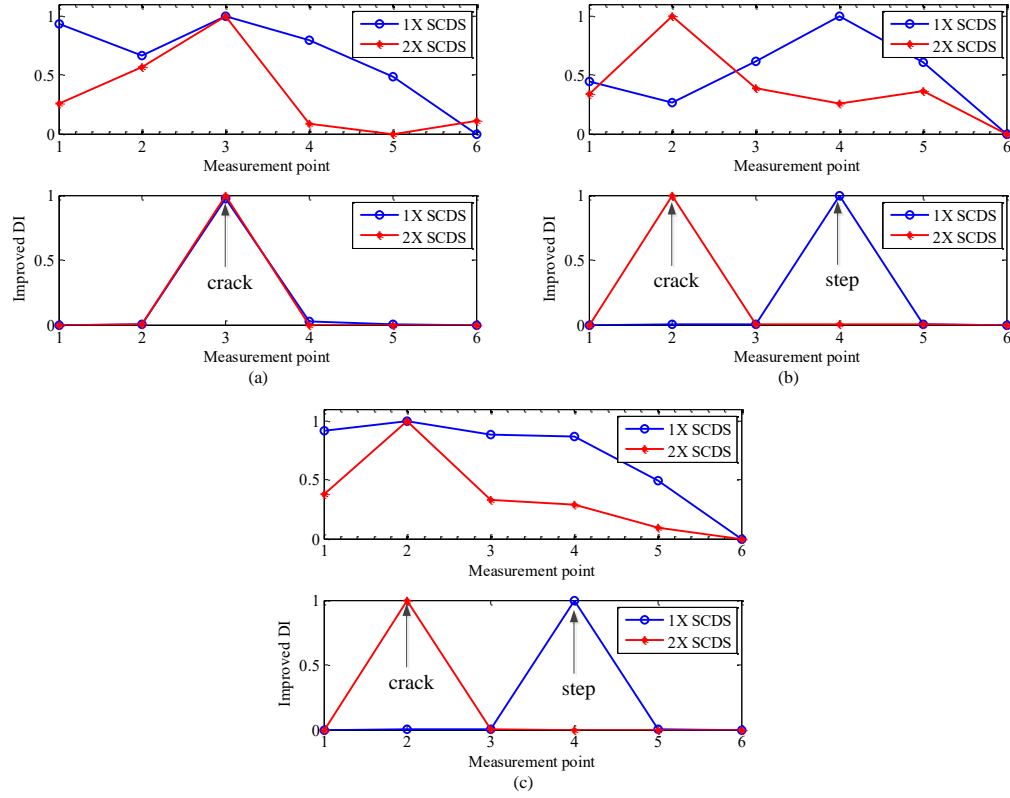 1
0.5
0
1 2 3 4 5 6
Measurement point
1X SCDS
2X SCDS
Improved DI
1
0.5
0
1 2 3 4 5 6
Measurement point
1X SCDS
2X SCDS
crack
(a)
1
0.5
0
1 2 3 4 5 6
Measurement point
1X SCDS
2X SCDS
Improved DI
1
0.5
0
1 2 3 4 5 6
Measurement point
1X SCDS
2X SCDS
crack
step
(b)
1
0.5
0
1 2 3 4 5 6
Measurement point
1X SCDS
2X SCDS
Improved DI
1
0.5
0
1 2 3 4 5 6
Measurement point
1X SCDS
2X SCDS
crack
step
(c)